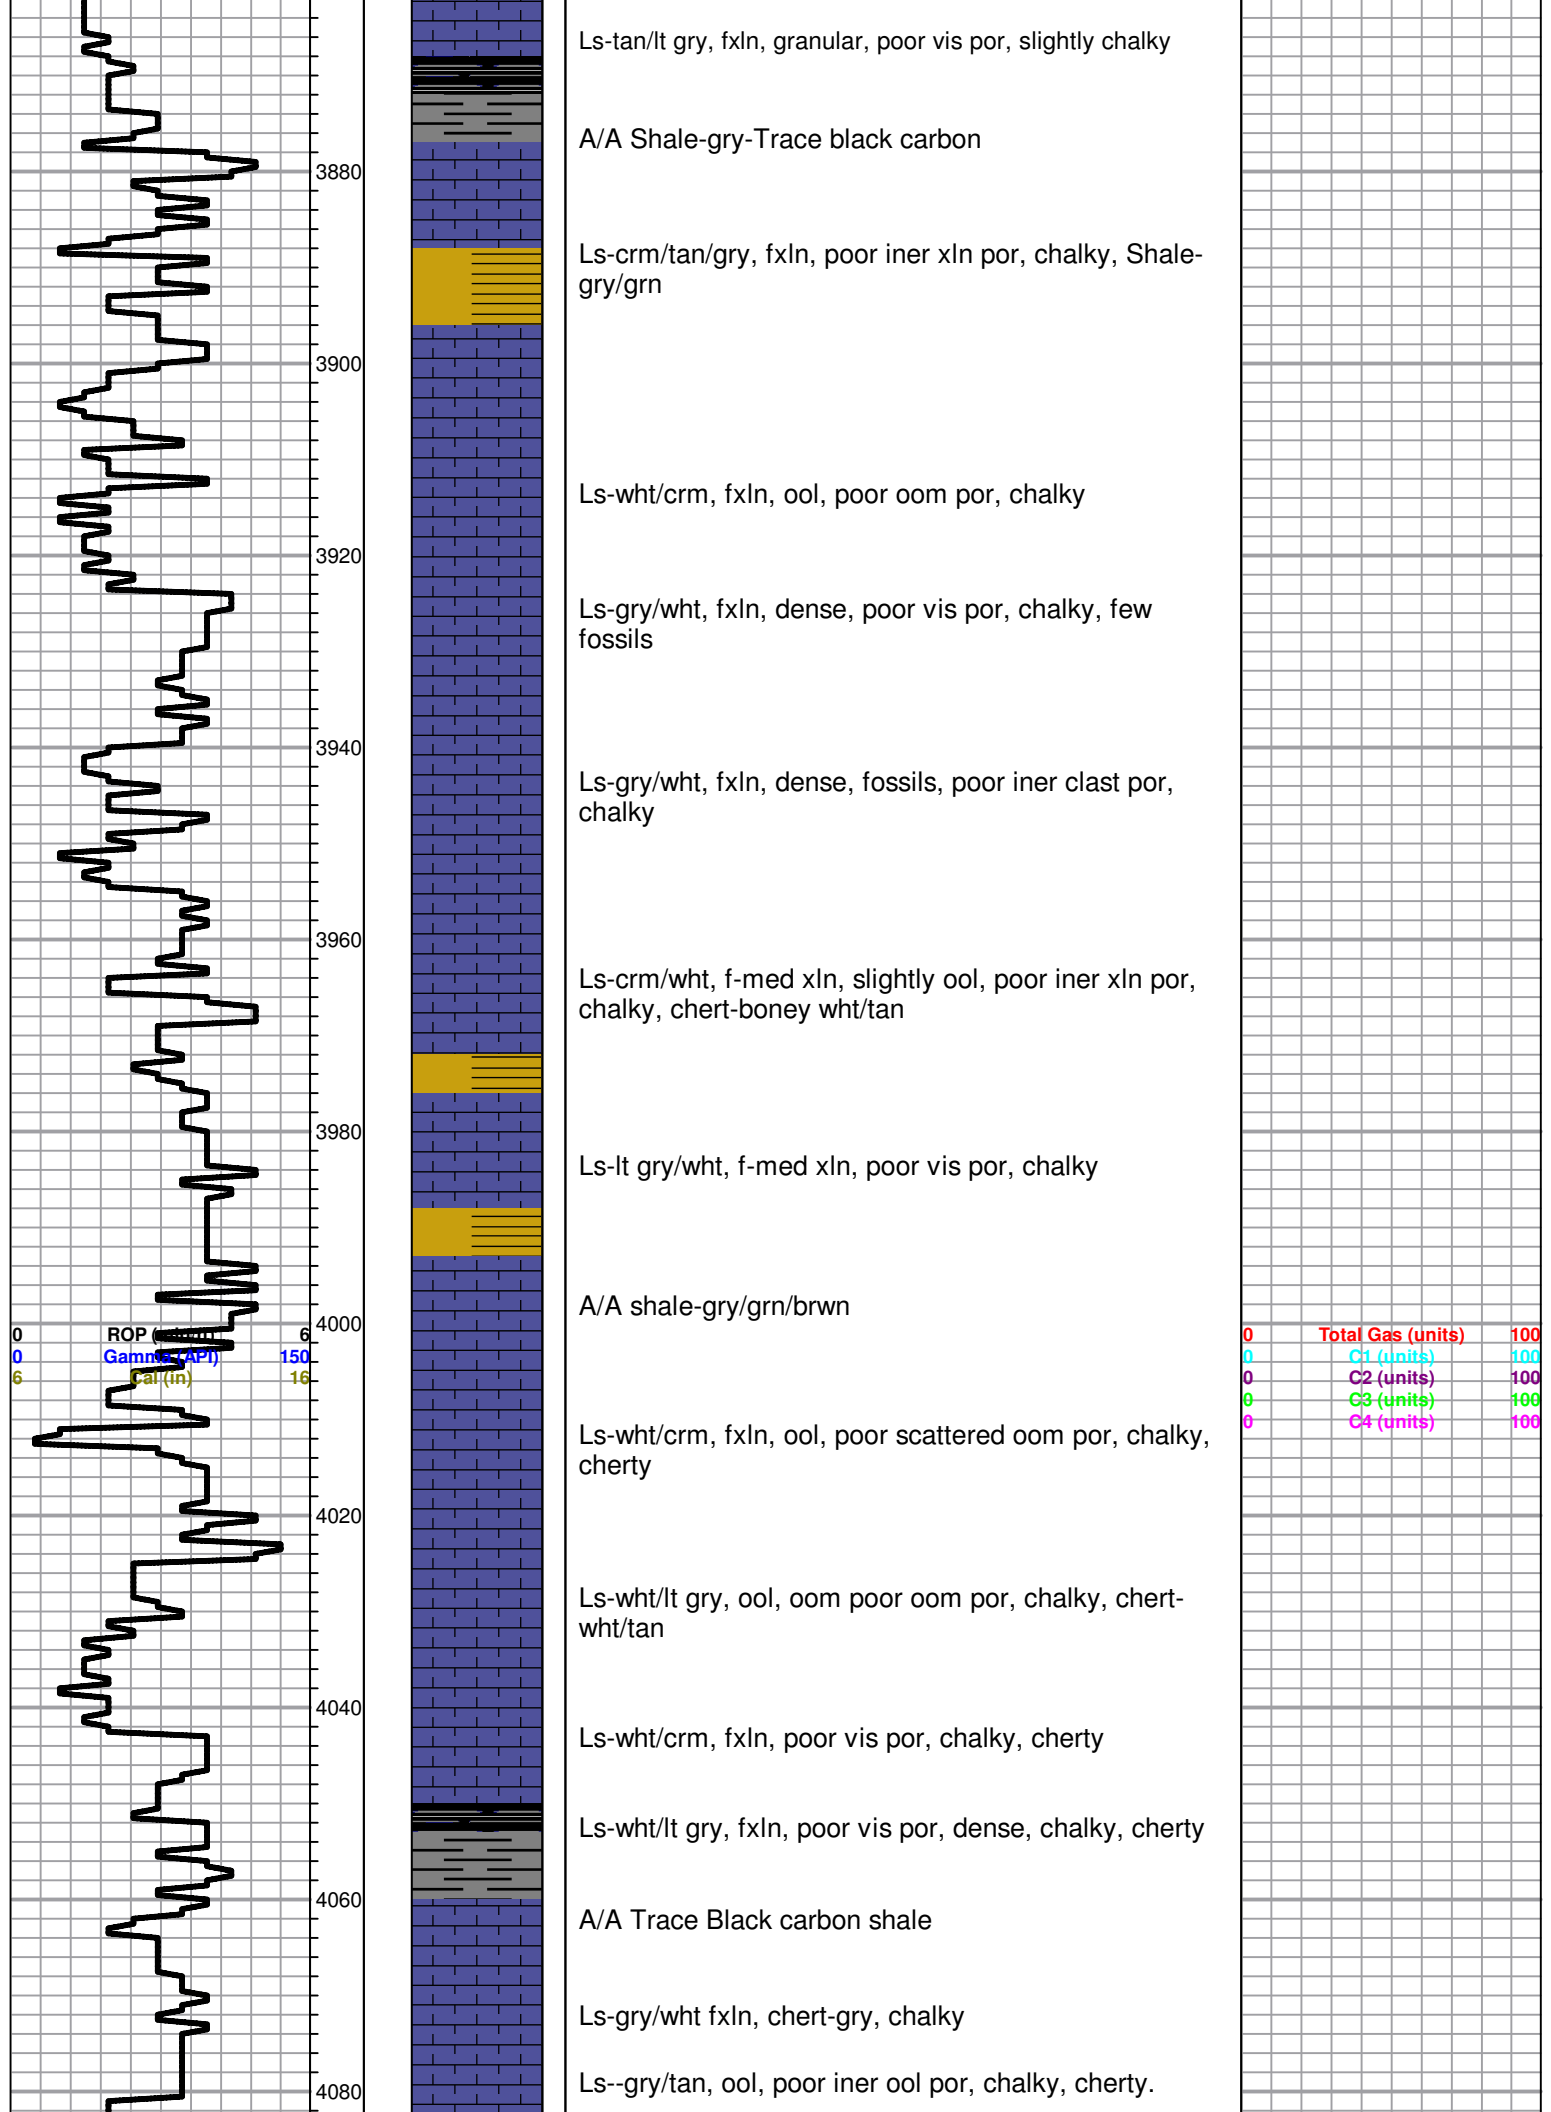 Ls-tan/lt gry, fxln, granular, poor vis por, slightly chalky
A/A Shale-gry-Trace black carbon
3880
Ls-crm/tan/gry, fxln, poor iner xln por, chalky, Shale-
gry/grn
3900
Ls-wht/crm, fxln, ool, poor oom por, chalky
3920
Ls-gry/wht, fxln, dense, poor vis por, chalky, few
fossils
3940
Ls-gry/wht, fxln, dense, fossils, poor iner clast por,
chalky
3960
Ls-crm/wht, f-med xln, slightly ool, poor iner xln por,
chalky, chert-boney wht/tan
3980
Ls-lt gry/wht, f-med xln, poor vis por, chalky
A/A shale-gry/grn/brwn
4000
0 ROP 6
0 Gamma (API) 150
6 Cal (in) 16
0 Total Gas (units) 100
0 C1 (units) 100
0 C2 (units) 100
0 C3 (units) 100
0 C4 (units) 100
Ls-wht/crm, fxln, ool, poor scattered oom por, chalky,
cherty
4020
Ls-wht/lt gry, ool, oom poor oom por, chalky, chert-
wht/tan
4040
Ls-wht/crm, fxln, poor vis por, chalky, cherty
Ls-wht/lt gry, fxln, poor vis por, dense, chalky, cherty
4060
A/A Trace Black carbon shale
Ls-gry/wht fxln, chert-gry, chalky
Ls--gry/tan, ool, poor iner ool por, chalky, cherty.
4080